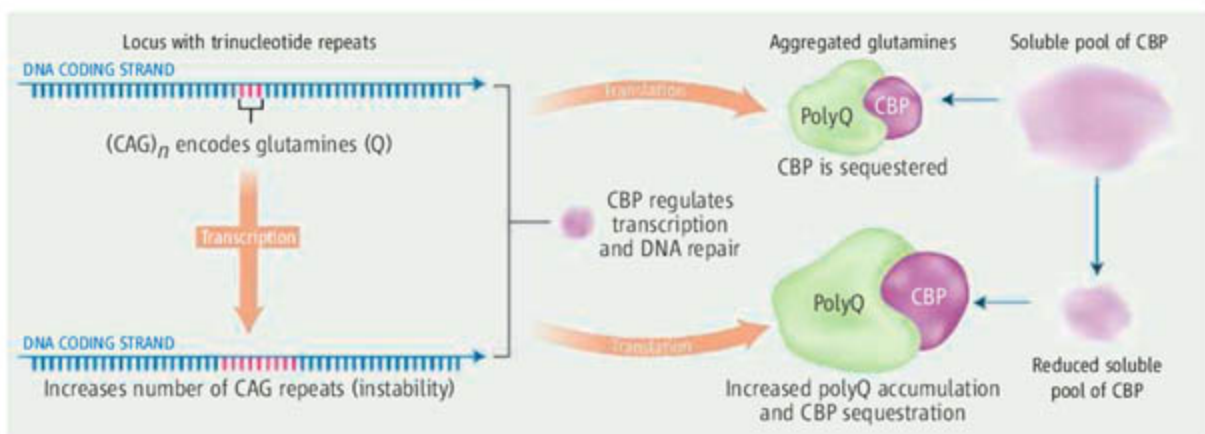 Locus with trinucleotide repeats
DNA CODING STRAND
(CAG)n encodes glutamines (Q)
Transcription
DNA CODING STRAND
Increases number of CAG repeats (instability)
Translation
CBP regulates
transcription
and DNA repair
Translation
Aggregated glutamines
PolyQ
CBP
CBP is sequestered
PolyQ
CBP
Increased polyQ accumulation
and CBP sequestration
Soluble pool of CBP
Reduced soluble
pool of CBP